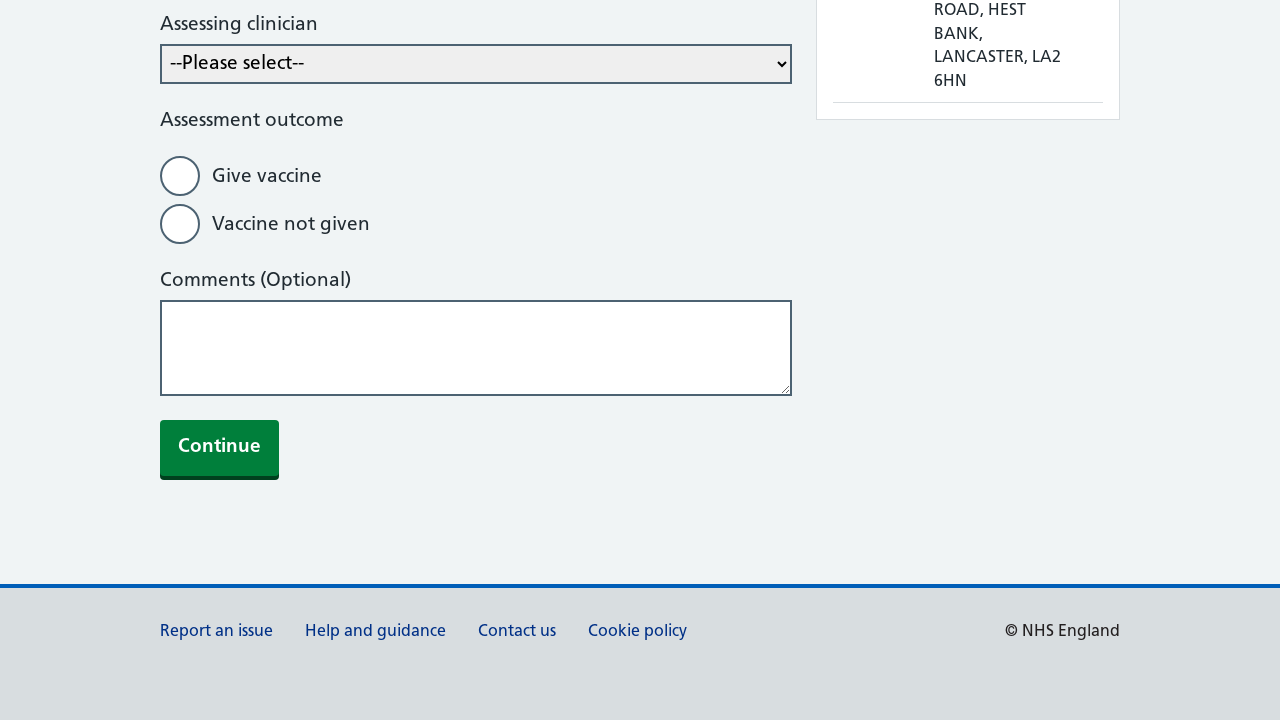 Assessing clinician
--Please select--
Assessment outcome
Give vaccine
Vaccine not given
Comments (Optional)
Continue
ROAD, HEST
BANK,
LANCASTER, LA2
6HN
Report an issue
Help and guidance
Contact us
Cookie policy
© NHS England